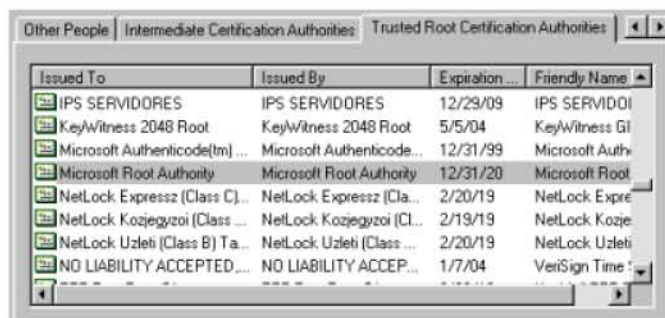 Other People Intermediate Certification Authorities Trusted Root Certification Authorities
Issued To Issued By Expiration ... Friendly Name
IPS SERVIDORES IPS SERVIDORES 12/29/09 IPS SERVIDOI
KeyWitness 2048 Root KeyWitness 2048 Root 5/5/04 KeyWitness Gl
Microsoft Authenticode(tm) ... Microsoft Authenticode... 12/31/99 Microsoft Authe
Microsoft Root Authority Microsoft Root Authority 12/31/20 Microsoft Root
NetLock Expressz (Class C)... NetLock Expressz (Cla... 2/20/19 NetLock Expre
NetLock Kozjegyzoi (Class ... NetLock Kozjegyzoi (Cl... 2/19/19 NetLock Kozje
NetLock Uzleti (Class B) Ta... NetLock Uzleti (Class ... 2/20/19 NetLock Uzleti
NO LIABILITY ACCEPTED,... NO LIABILITY ACCEP... 1/7/04 VeriSign Time